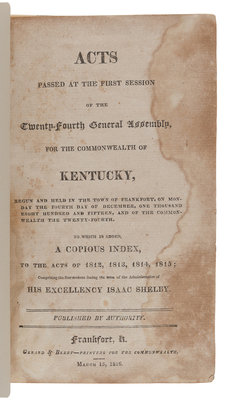 ACTS
PASSED AT THE FIRST SESSION
OF THE
Twenty-Fourth General Assembly,
FOR THE COMMONWEALTH OF
KENTUCKY,
BEGUN AND HELD IN THE TOWN OF FRANKFORT, ON MON-
DAY THE FOURTH DAY OF DECEMBER, ONE THOUSAND
EIGHT HUNDRED AND FIFTEEN, AND OF THE COMMON-
WEALTH THE TWENTY-FOURTH.
TO WHICH IS ADDED,
A COPIOUS INDEX,
TO THE ACTS OF 1812, 1813, 1814, 1815;
Comprising the four sessions during the term of the Administration of
HIS EXCELLENCY ISAAC SHELBY.
PUBLISHED BY AUTHORITY.
Frankfort, K.
GERARD & BERRY—PRINTERS FOR THE COMMONWEALTH.
MARCH 15, 1816.